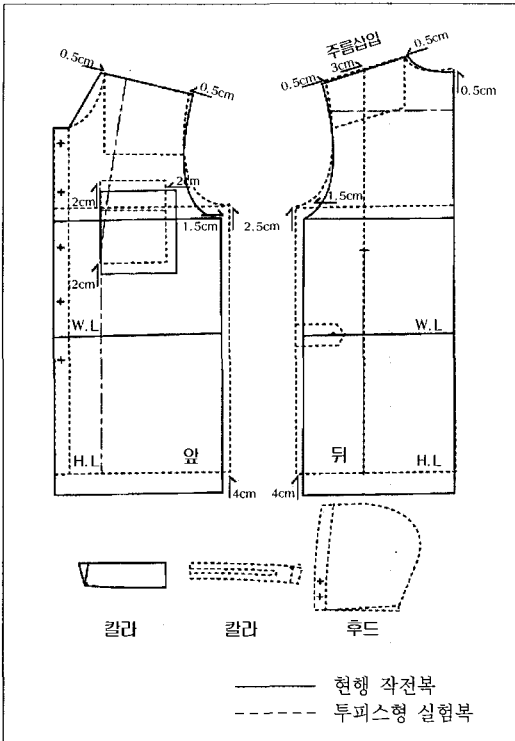 0.5cm
0.5cm
주름삽입
3cm
0.5cm
0.5cm
0.5cm
2cm
2cm
1.5cm
2.5cm
1.5cm
2cm
W.L
W.L
H.L
앞
뒤
H.L
4cm
4cm
칼라
칼라
후드
현행 작전복
투피스형 실험복